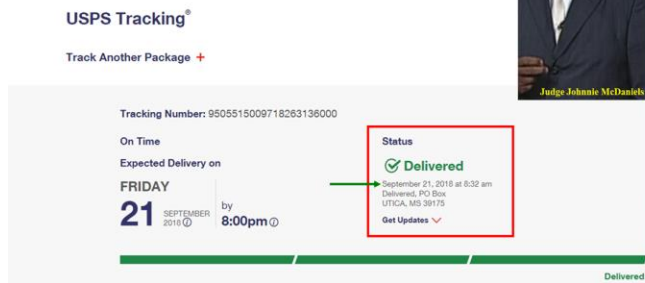 USPS Tracking®
Track Another Package +
Judge Johnnie McDaniels
Tracking Number: 9505515009718263136000
On Time
Expected Delivery on
FRIDAY
21 SEPTEMBER 2018
by 8:00pm
Status
Delivered
September 21, 2018 at 8:32 am
Delivered, PO Box
UTICA, MS 39175
Get Updates
Delivered